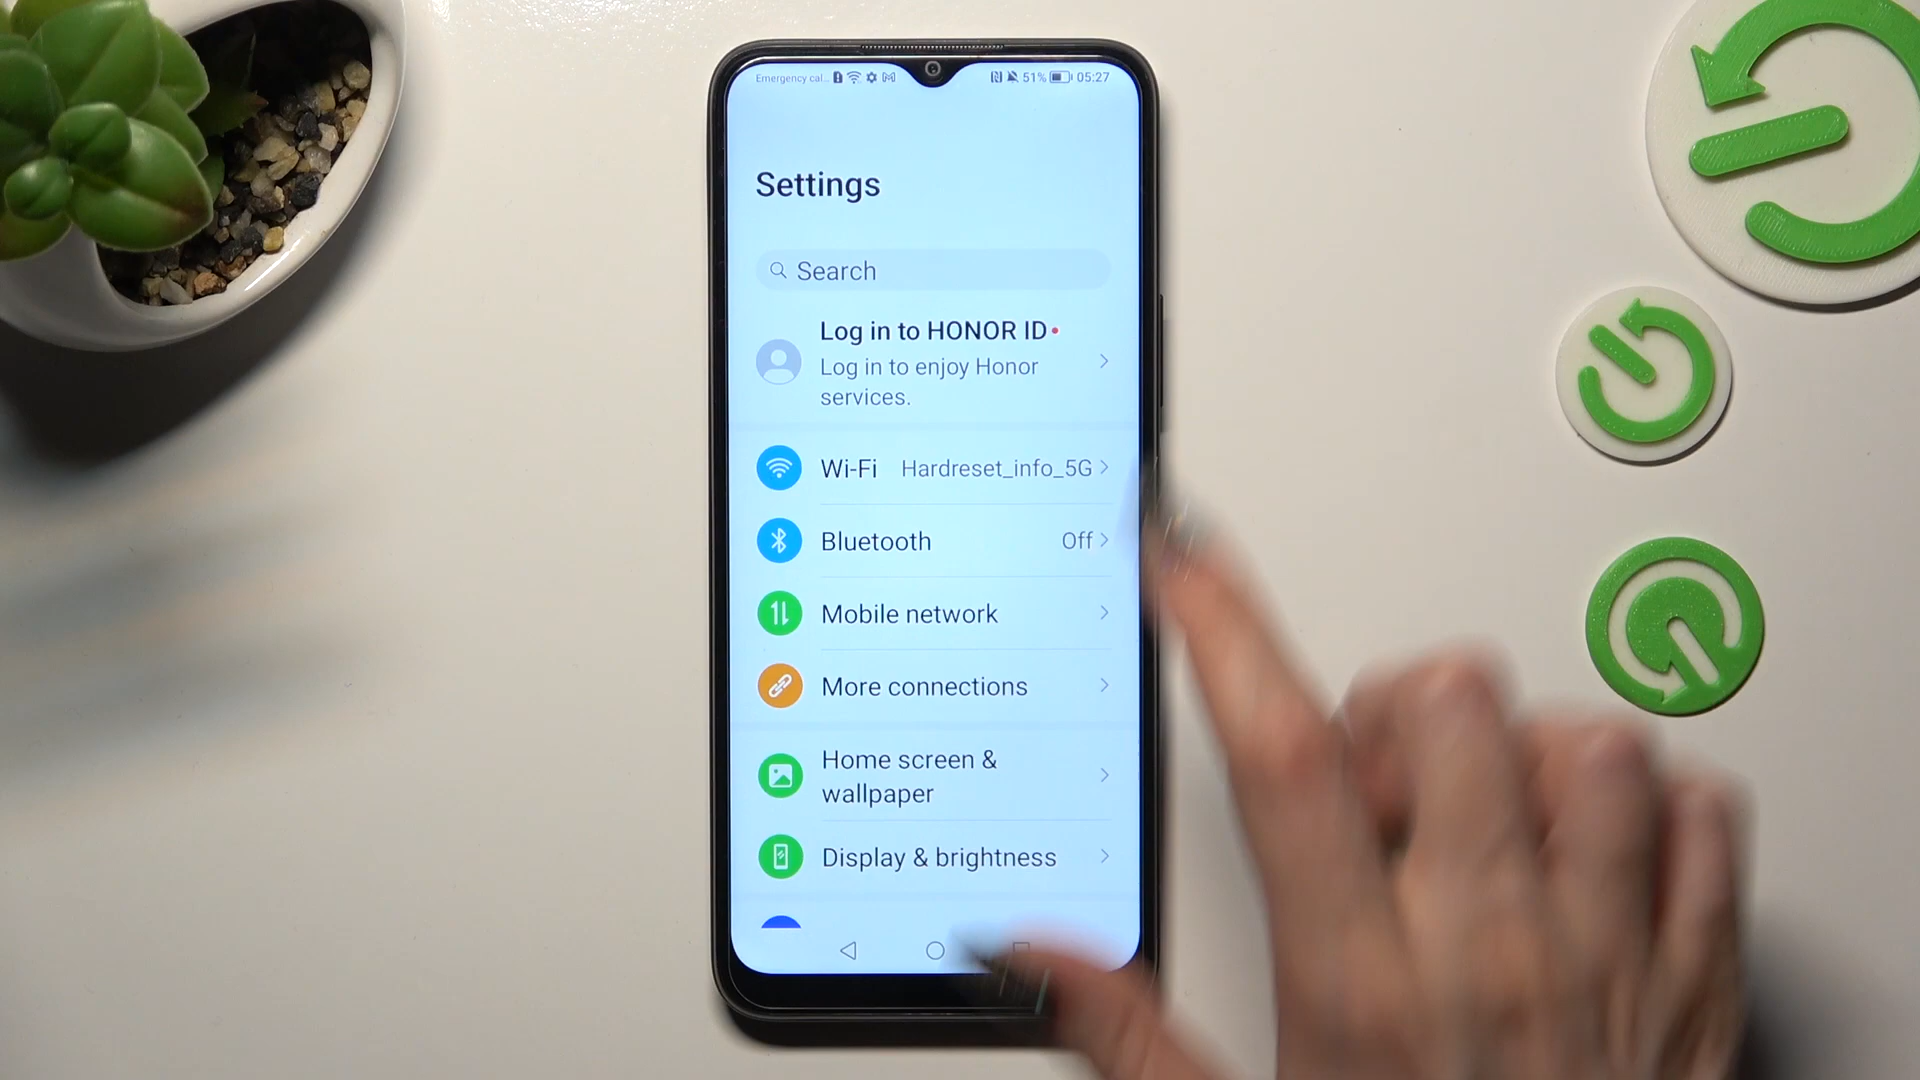 Emergency cal... 51% 05:27
Settings
Search
Log in to HONOR ID
Log in to enjoy Honor
services.
Wi-Fi Hardreset_info_5G
Bluetooth Off
Mobile network
More connections
Home screen &
wallpaper
Display & brightness